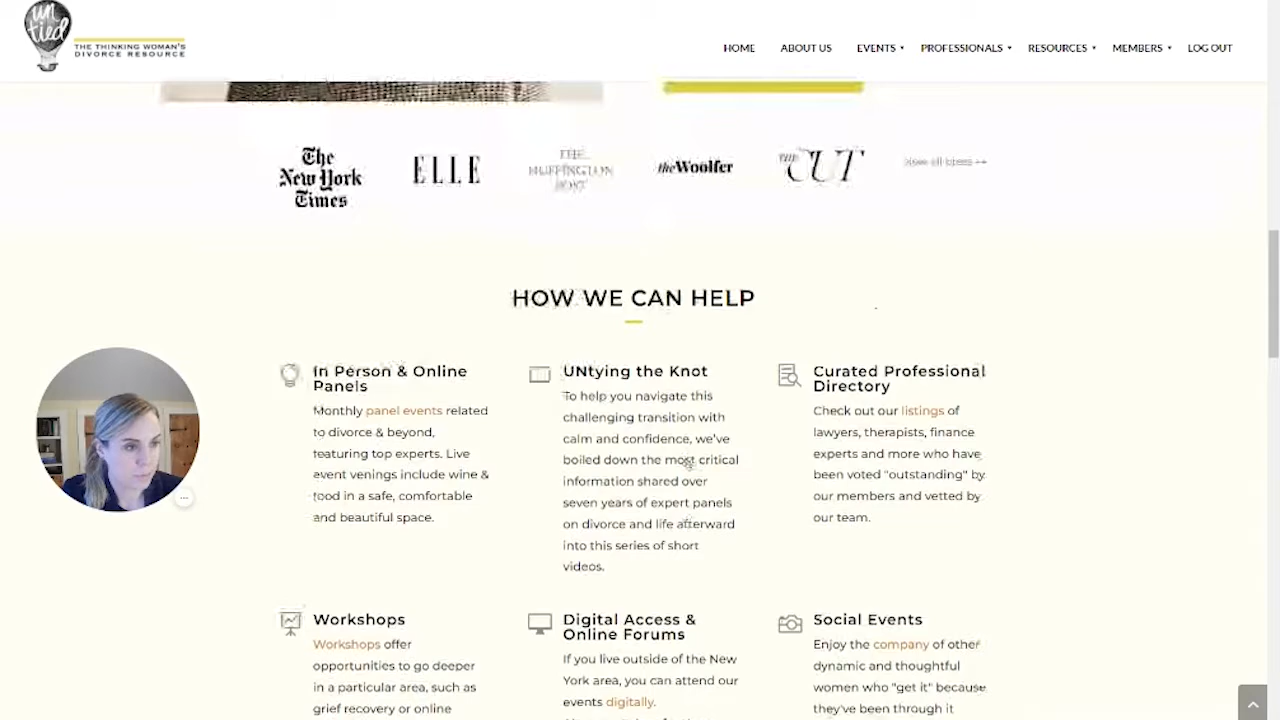 un
tied
THE THINKING WOMAN'S
DIVORCE RESOURCE
HOME ABOUT US EVENTS PROFESSIONALS RESOURCES MEMBERS LOG OUT
The
New York
Times
ELLE
THE
HUFFINGTON
POST
theWoolfer
THE CUT
View all press
HOW WE CAN HELP
In Person & Online
Panels
Monthly panel events related
to divorce & beyond,
featuring top experts. Live
event venings include wine &
food in a safe, comfortable
and beautiful space.
UNtying the Knot
To help you navigate this
challenging transition with
calm and confidence, we've
boiled down the most critical
information shared over
seven years of expert panels
on divorce and life afterward
into this series of short
videos.
Curated Professional
Directory
Check out our listings of
lawyers, therapists, finance
experts and more who have
been voted "outstanding" by
our members and vetted by
our team.
Workshops
Workshops offer
opportunities to go deeper
in a particular area, such as
grief recovery or online
Digital Access &
Online Forums
If you live outside of the New
York area, you can attend our
events digitally.
Social Events
Enjoy the company of other
dynamic and thoughtful
women who "get it" because
they've been through it